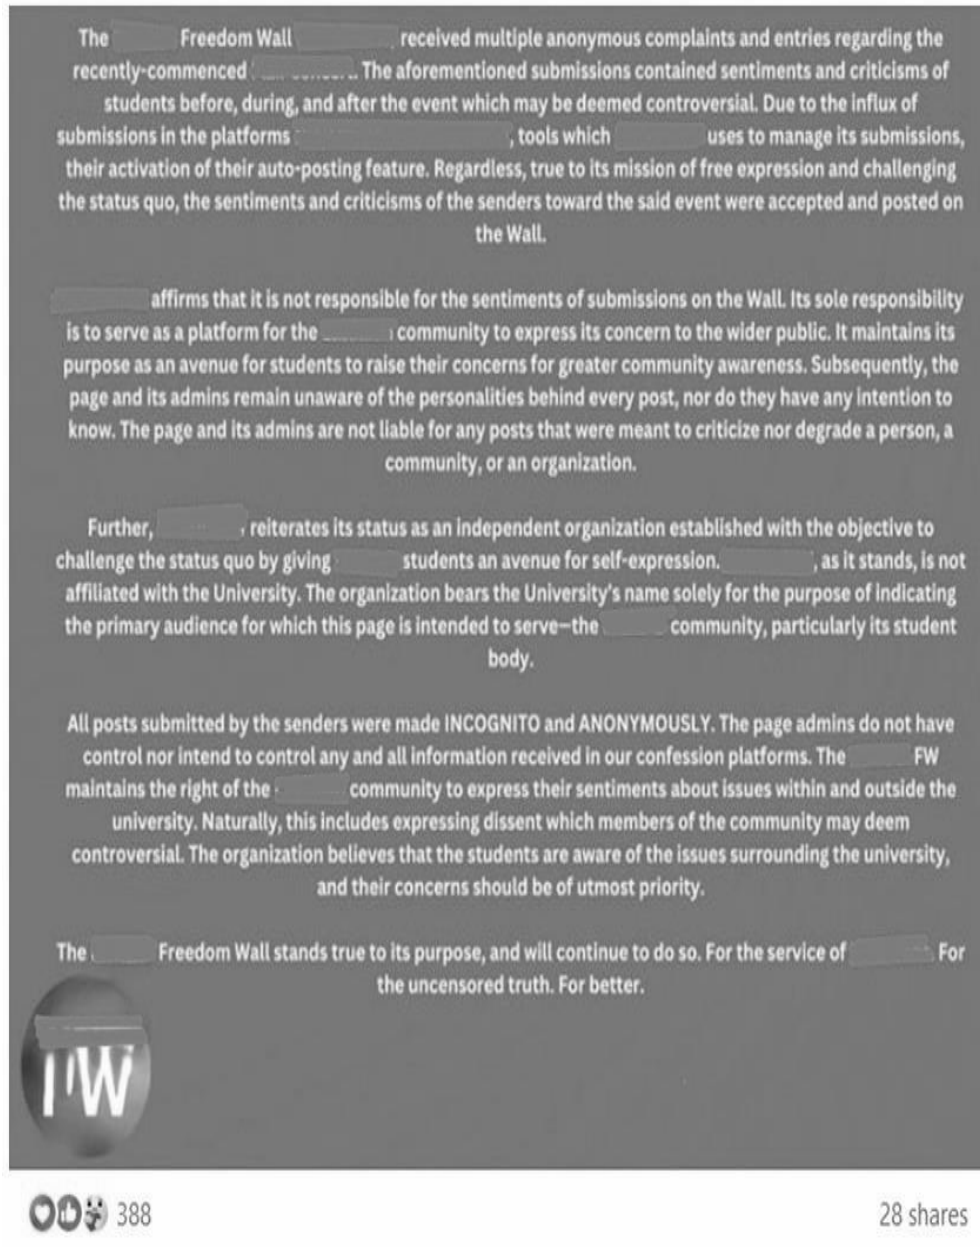 The Freedom Wall received multiple anonymous complaints and entries regarding the
recently-commenced The aforementioned submissions contained sentiments and criticisms of
students before, during, and after the event which may be deemed controversial. Due to the influx of
submissions in the platforms , tools which uses to manage its submissions,
their activation of their auto-posting feature. Regardless, true to its mission of free expression and challenging
the status quo, the sentiments and criticisms of the senders toward the said event were accepted and posted on
the Wall.
affirms that it is not responsible for the sentiments of submissions on the Wall. Its sole responsibility
is to serve as a platform for the community to express its concern to the wider public. It maintains its
purpose as an avenue for students to raise their concerns for greater community awareness. Subsequently, the
page and its admins remain unaware of the personalities behind every post, nor do they have any intention to
know. The page and its admins are not liable for any posts that were meant to criticize nor degrade a person, a
community, or an organization.
Further, reiterates its status as an independent organization established with the objective to
challenge the status quo by giving students an avenue for self-expression. , as it stands, is not
affiliated with the University. The organization bears the University's name solely for the purpose of indicating
the primary audience for which this page is intended to serve—the community, particularly its student
body.
All posts submitted by the senders were made INCOGNITO and ANONYMOUSLY. The page admins do not have
control nor intend to control any and all information received in our confession platforms. The FW
maintains the right of the community to express their sentiments about issues within and outside the
university. Naturally, this includes expressing dissent which members of the community may deem
controversial. The organization believes that the students are aware of the issues surrounding the university,
and their concerns should be of utmost priority.
The Freedom Wall stands true to its purpose, and will continue to do so. For the service of For
the uncensored truth. For better.
FW
388
28 shares